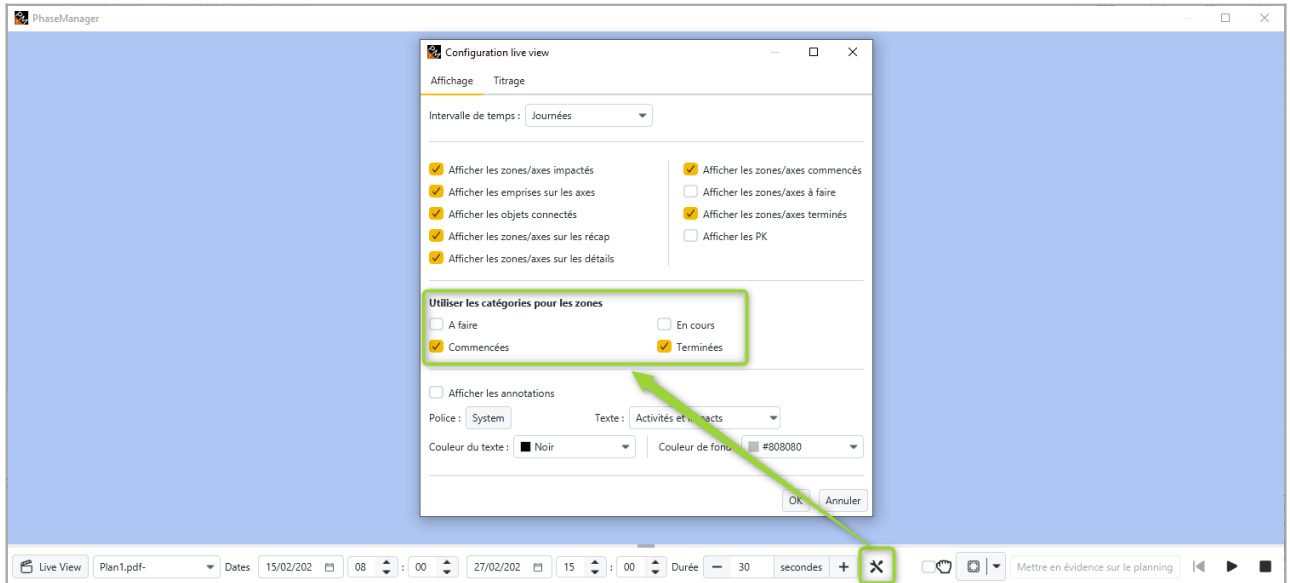 PhaseManager
Configuration live view
Affichage Titrage
Intervalle de temps : Journées
Afficher les zones/axes impactés
Afficher les zones/axes commencés
Afficher les emprises sur les axes
Afficher les zones/axes à faire
Afficher les objets connectés
Afficher les zones/axes terminés
Afficher les zones/axes sur les récap
Afficher les PK
Afficher les zones/axes sur les détails
Utiliser les catégories pour les zones
A faire En cours
Commencées Terminées
Afficher les annotations
Police : System Texte : Activités et
Couleur du texte : Noir Couleur de fond #808080
OK Annuler
Live View Plan1.pdf- Dates 15/02/202 08 : 00 27/02/202 15 : 00 Durée − 30 secondes + Mettre en évidence sur le planning